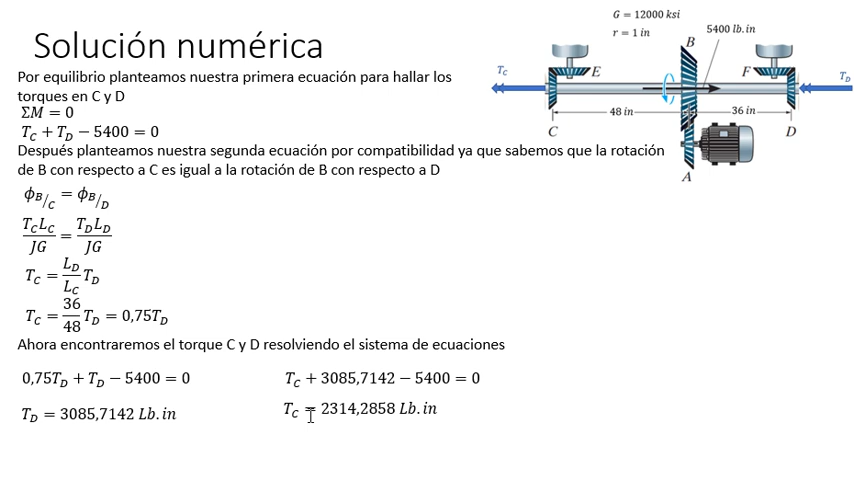 Solución numérica
Por equilibrio planteamos nuestra primera ecuación para hallar los
torques en C y D
ΣM = 0
T_C + T_D − 5400 = 0
Después planteamos nuestra segunda ecuación por compatibilidad ya que sabemos que la rotación
de B con respecto a C es igual a la rotación de B con respecto a D
ϕ_B/C = ϕ_B/D
T_C L_C / JG = T_D L_D / JG
T_C = L_D / L_C T_D
T_C = 36 / 48 T_D = 0,75T_D
Ahora encontraremos el torque C y D resolviendo el sistema de ecuaciones
0,75T_D + T_D − 5400 = 0
T_D = 3085,7142 Lb.in
T_C + 3085,7142 − 5400 = 0
T_C = 2314,2858 Lb.in
G = 12000 ksi
r = 1 in
5400 lb.in
B
T_C
E
F
T_D
48 in
36 in
C
D
A